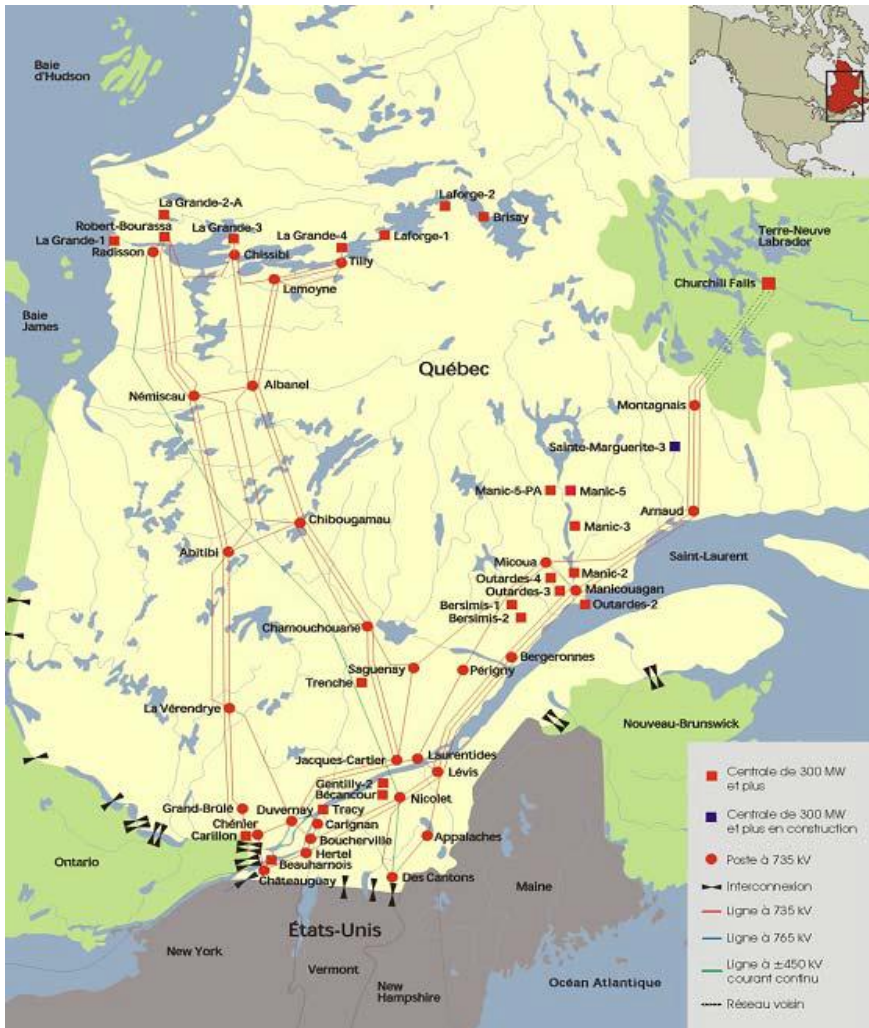 Baie
d'Hudson
La Grande-2-A
Laforge-2
Robert-Bourassa
La Grande-3
Brisay
La Grande-1
La Grande-4
Laforge-1
Radisson
Chissibi
Tilly
Lemoyne
Terre-Neuve
Labrador
Churchill Falls
Baie
James
Québec
Némiscau
Albanel
Montagnais
Sainte-Marguerite-3
Manic-5-PA
Manic-5
Arnaud
Chibougamau
Manic-3
Abitibi
Micoua
Saint-Laurent
Manic-2
Outardes-4
Outardes-3
Manicouagan
Bersimis-1
Outardes-2
Bersimis-2
Chamouchouane
Bergeronnes
Saguenay
Périgny
Trenche
La Vérendrye
Nouveau-Brunswick
Jacques-Cartier
Laurentides
Lévis
Gentilly-2
Bécancour
Nicolet
Grand-Brûlé
Duvernay
Tracy
Chénier
Carignan
Carillon
Boucherville
Appalaches
Hertel
Ontario
Beauharnois
Châteauguay
Des Cantons
Maine
États-Unis
New York
Vermont
New
Hampshire
Océan Atlantique
Centrale de 300 MW
et plus
Centrale de 300 MW
et plus en construction
Poste à 735 kV
Interconnexion
Ligne à 735 kV
Ligne à 765 kV
Ligne à ±450 kV
courant continu
Réseau voisin